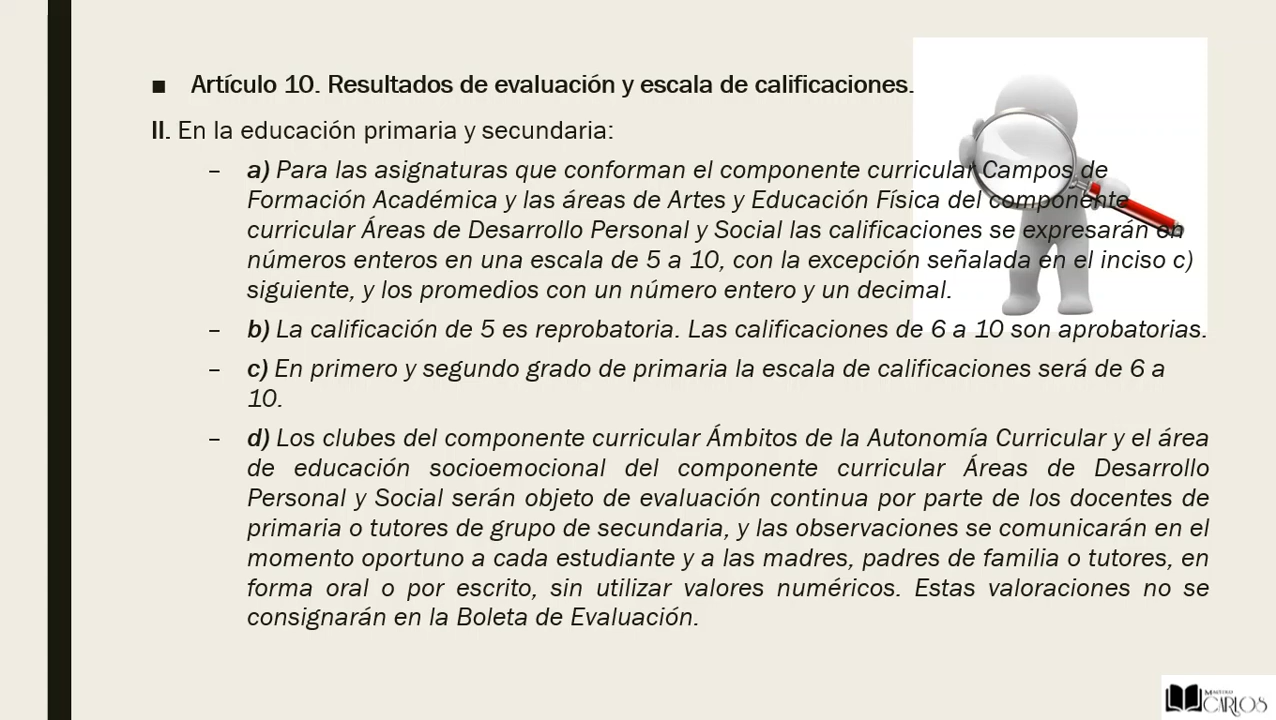 ■ Artículo 10. Resultados de evaluación y escala de calificaciones.
II. En la educación primaria y secundaria:
– a) Para las asignaturas que conforman el componente curricular Campos de
Formación Académica y las áreas de Artes y Educación Física del componente
curricular Áreas de Desarrollo Personal y Social las calificaciones se expresarán en
números enteros en una escala de 5 a 10, con la excepción señalada en el inciso c)
siguiente, y los promedios con un número entero y un decimal.
– b) La calificación de 5 es reprobatoria. Las calificaciones de 6 a 10 son aprobatorias.
– c) En primero y segundo grado de primaria la escala de calificaciones será de 6 a
10.
– d) Los clubes del componente curricular Ámbitos de la Autonomía Curricular y el área
de educación socioemocional del componente curricular Áreas de Desarrollo
Personal y Social serán objeto de evaluación continua por parte de los docentes de
primaria o tutores de grupo de secundaria, y las observaciones se comunicarán en el
momento oportuno a cada estudiante y a las madres, padres de familia o tutores, en
forma oral o por escrito, sin utilizar valores numéricos. Estas valoraciones no se
consignarán en la Boleta de Evaluación.
CARLOS